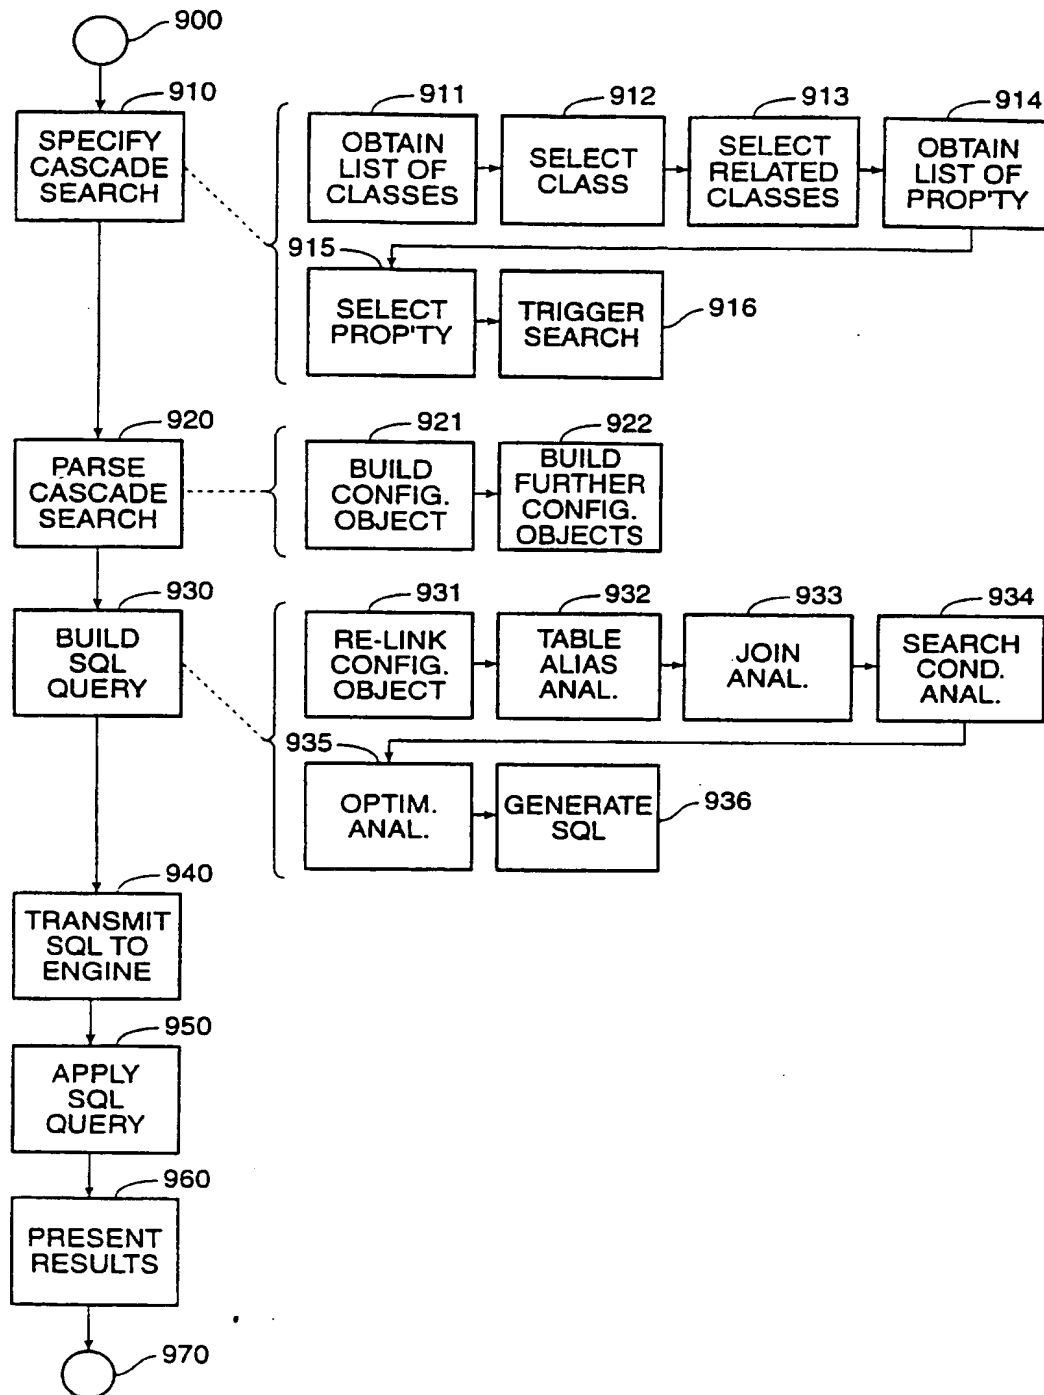 900
910
SPECIFY
CASCADE
SEARCH
911
OBTAIN
LIST OF
CLASSES
912
SELECT
CLASS
913
SELECT
RELATED
CLASSES
914
OBTAIN
LIST OF
PROP'TY
915
SELECT
PROP'TY
TRIGGER
SEARCH
916
920
PARSE
CASCADE
SEARCH
921
BUILD
CONFIG.
OBJECT
922
BUILD
FURTHER
CONFIG.
OBJECTS
930
BUILD
SQL
QUERY
931
RE-LINK
CONFIG.
OBJECT
932
TABLE
ALIAS
ANAL.
933
JOIN
ANAL.
934
SEARCH
COND.
ANAL.
935
OPTIM.
ANAL.
GENERATE
SQL
936
940
TRANSMIT
SQL TO
ENGINE
950
APPLY
SQL
QUERY
960
PRESENT
RESULTS
970